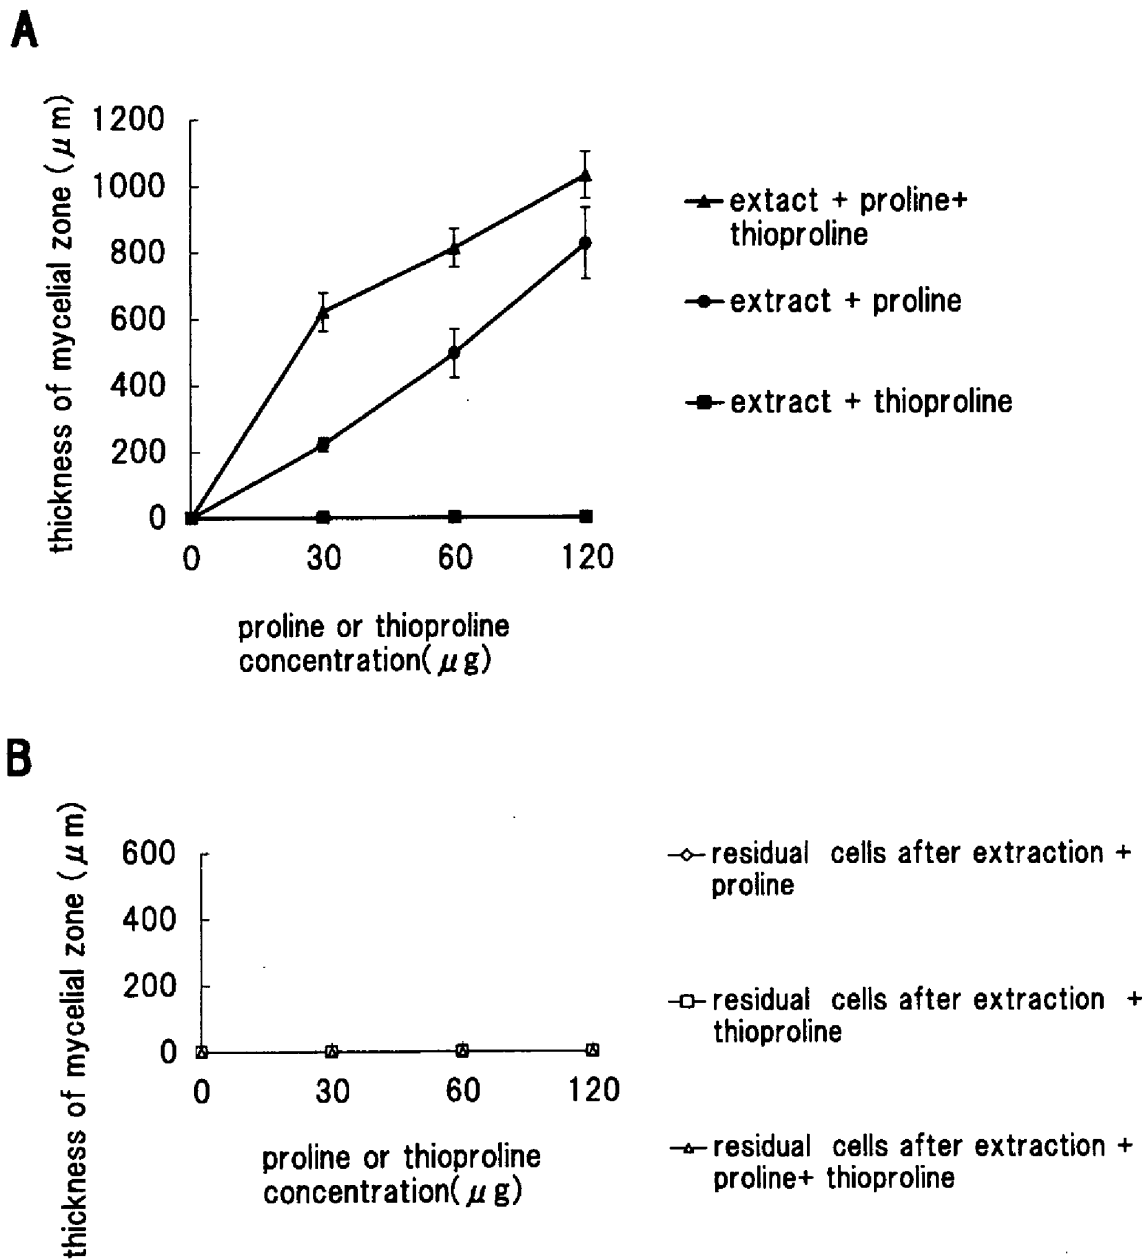 A
thickness of mycelial zone (μm)
1200
1000
800
600
400
200
0
0 30 60 120
proline or thioproline
concentration(μg)
extact + proline+
thioproline
extract + proline
extract + thioproline
B
thickness of mycelial zone (μm)
600
400
200
0
0 30 60 120
proline or thioproline
concentration(μg)
residual cells after extraction +
proline
residual cells after extraction +
thioproline
residual cells after extraction +
proline+ thioproline